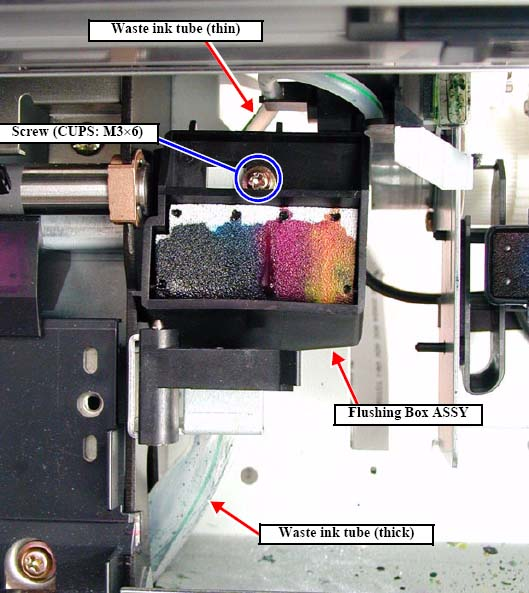 Waste ink tube (thin)
Screw (CUPS: M3×6)
Flushing Box ASSY
Waste ink tube (thick)